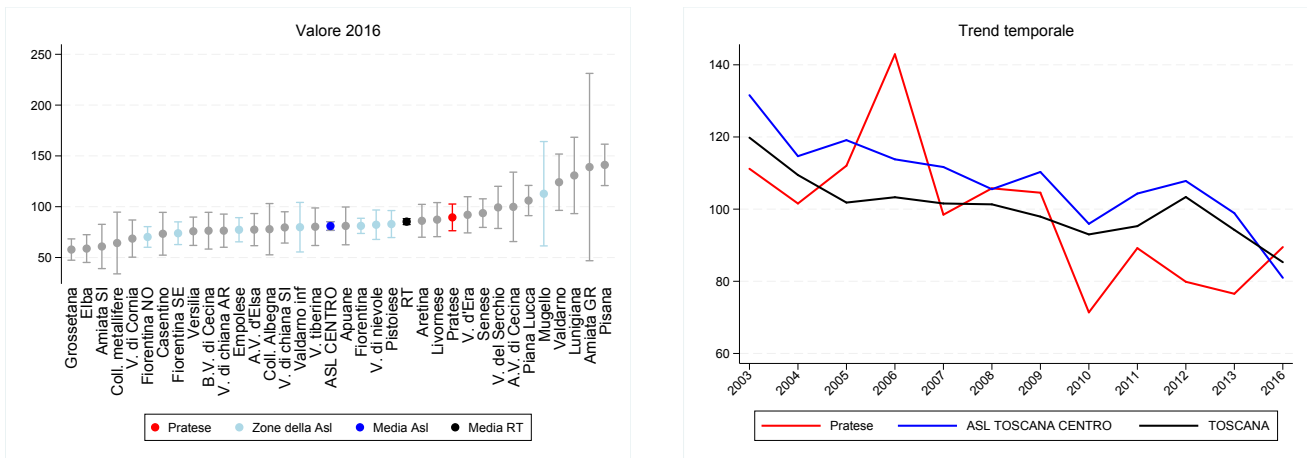 Valore 2016
250
200
150
100
50
Grossetana
Elba
Amiata SI
Coll. metallifere
V. di Cornia
Fiorentina NO
Casentino
Fiorentina SE
Versilia
B.V. di Cecina
V. di chiana AR
Empolese
A.V. d'Elsa
Coll. Albegna
V. di chiana SI
Valdarno inf
V. tiberina
ASL CENTRO
Apuane
Fiorentina
V. di nievole
Pistoiese
RT
Aretina
Livornese
Pratese
V. d'Era
Senese
V. del Serchio
A.V. di Cecina
Piana Lucca
Mugello
Valdarno
Lunigiana
Amiata GR
Pisana
Pratese Zone della Asl Media Asl Media RT
Trend temporale
140
120
100
80
60
2003 2004 2005 2006 2007 2008 2009 2010 2011 2012 2013 2016
Pratese ASL TOSCANA CENTRO TOSCANA